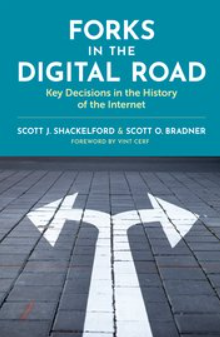 FORKS
IN THE
DIGITAL ROAD
Key Decisions in the History
of the Internet
SCOTT J. SHACKELFORD & SCOTT O. BRADNER
FOREWORD BY VINT CERF